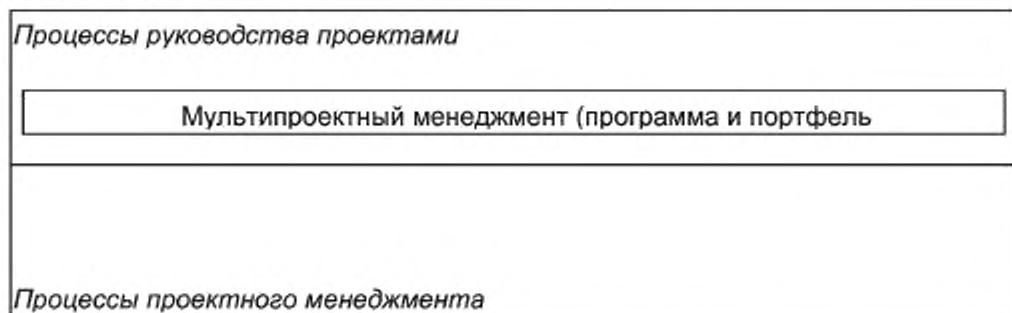 Процессы руководства проектами
Мультипроектный менеджмент (программа и портфель
Процессы проектного менеджмента